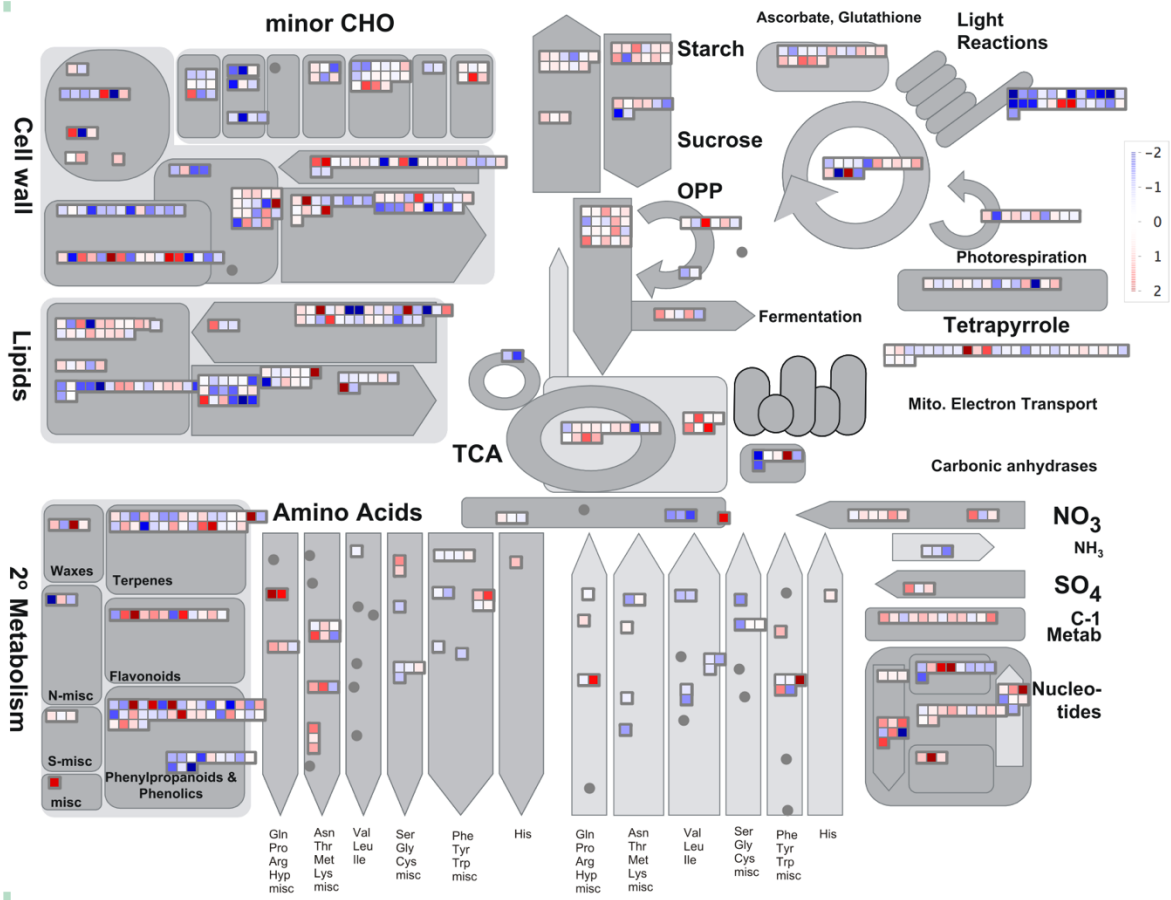 minor CHO
Ascorbate, Glutathione
Light
Reactions
Starch
Sucrose
OPP
Cell wall
-2
-1
0
1
2
Photorespiration
Tetrapyrrole
Fermentation
Lipids
Mito. Electron Transport
TCA
Carbonic anhydrases
Amino Acids
NO3
NH3
SO4
C-1
Metab
Nucleo-
tides
2º Metabolism
Waxes
Terpenes
N-misc
Flavonoids
S-misc
Phenylpropanoids &
Phenolics
misc
Gln
Pro
Arg
Hyp
misc
Asn
Thr
Met
Lys
misc
Val
Leu
Ile
Ser
Gly
Cys
misc
Phe
Tyr
Trp
misc
His
Gln
Pro
Arg
Hyp
misc
Asn
Thr
Met
Lys
misc
Val
Leu
Ile
Ser
Gly
Cys
misc
Phe
Tyr
Trp
misc
His